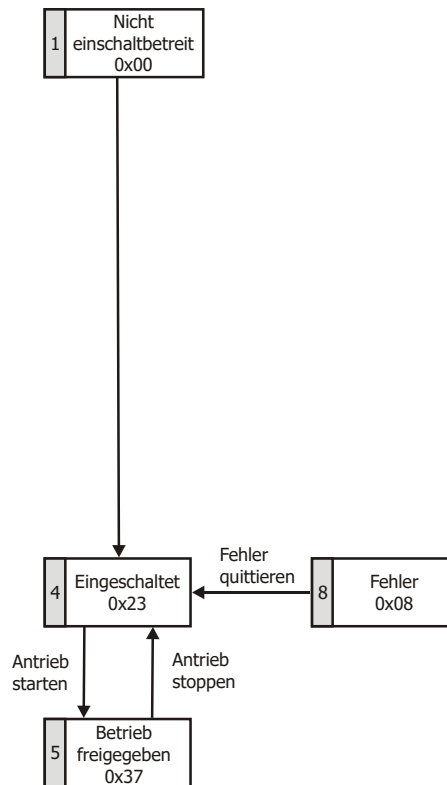 1
Nicht
einschaltbetreit
0x00
4
Eingeschaltet
0x23
Fehler
quittieren
8
Fehler
0x08
Antrieb
starten
Antrieb
stoppen
5
Betrieb
freigegeben
0x37